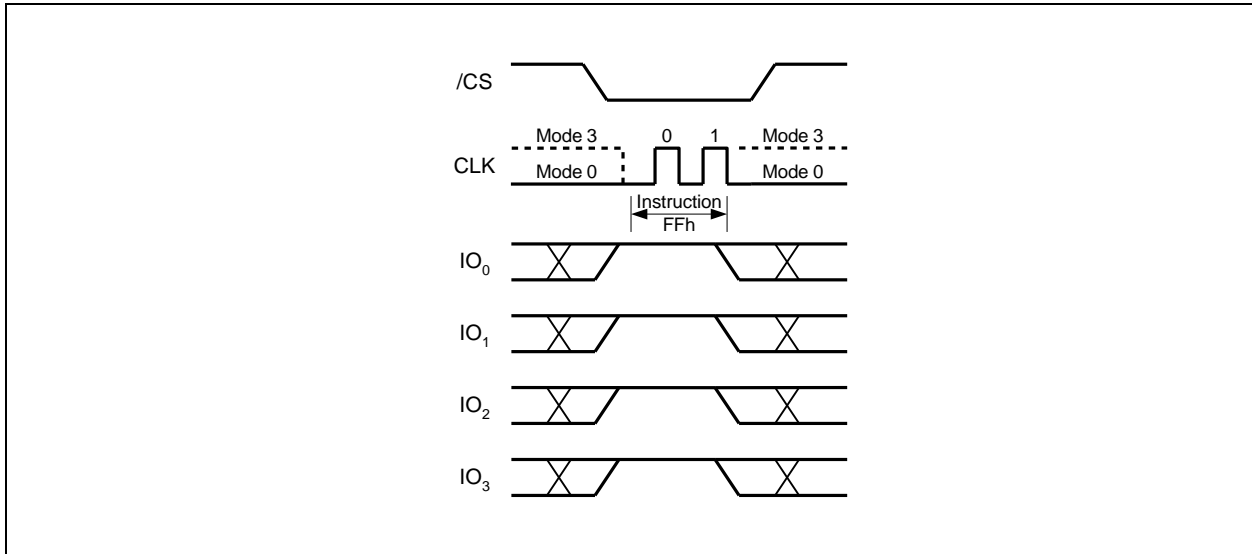 /CS
Mode 3 0 1 Mode 3
CLK
Mode 0 Mode 0
Instruction
FFh
IO0
IO1
IO2
IO3